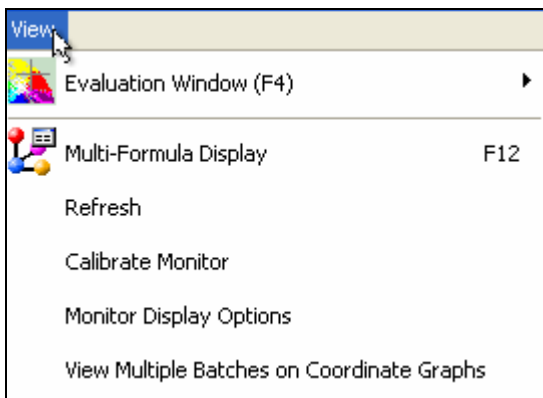 View
Evaluation Window (F4)
Multi-Formula Display F12
Refresh
Calibrate Monitor
Monitor Display Options
View Multiple Batches on Coordinate Graphs